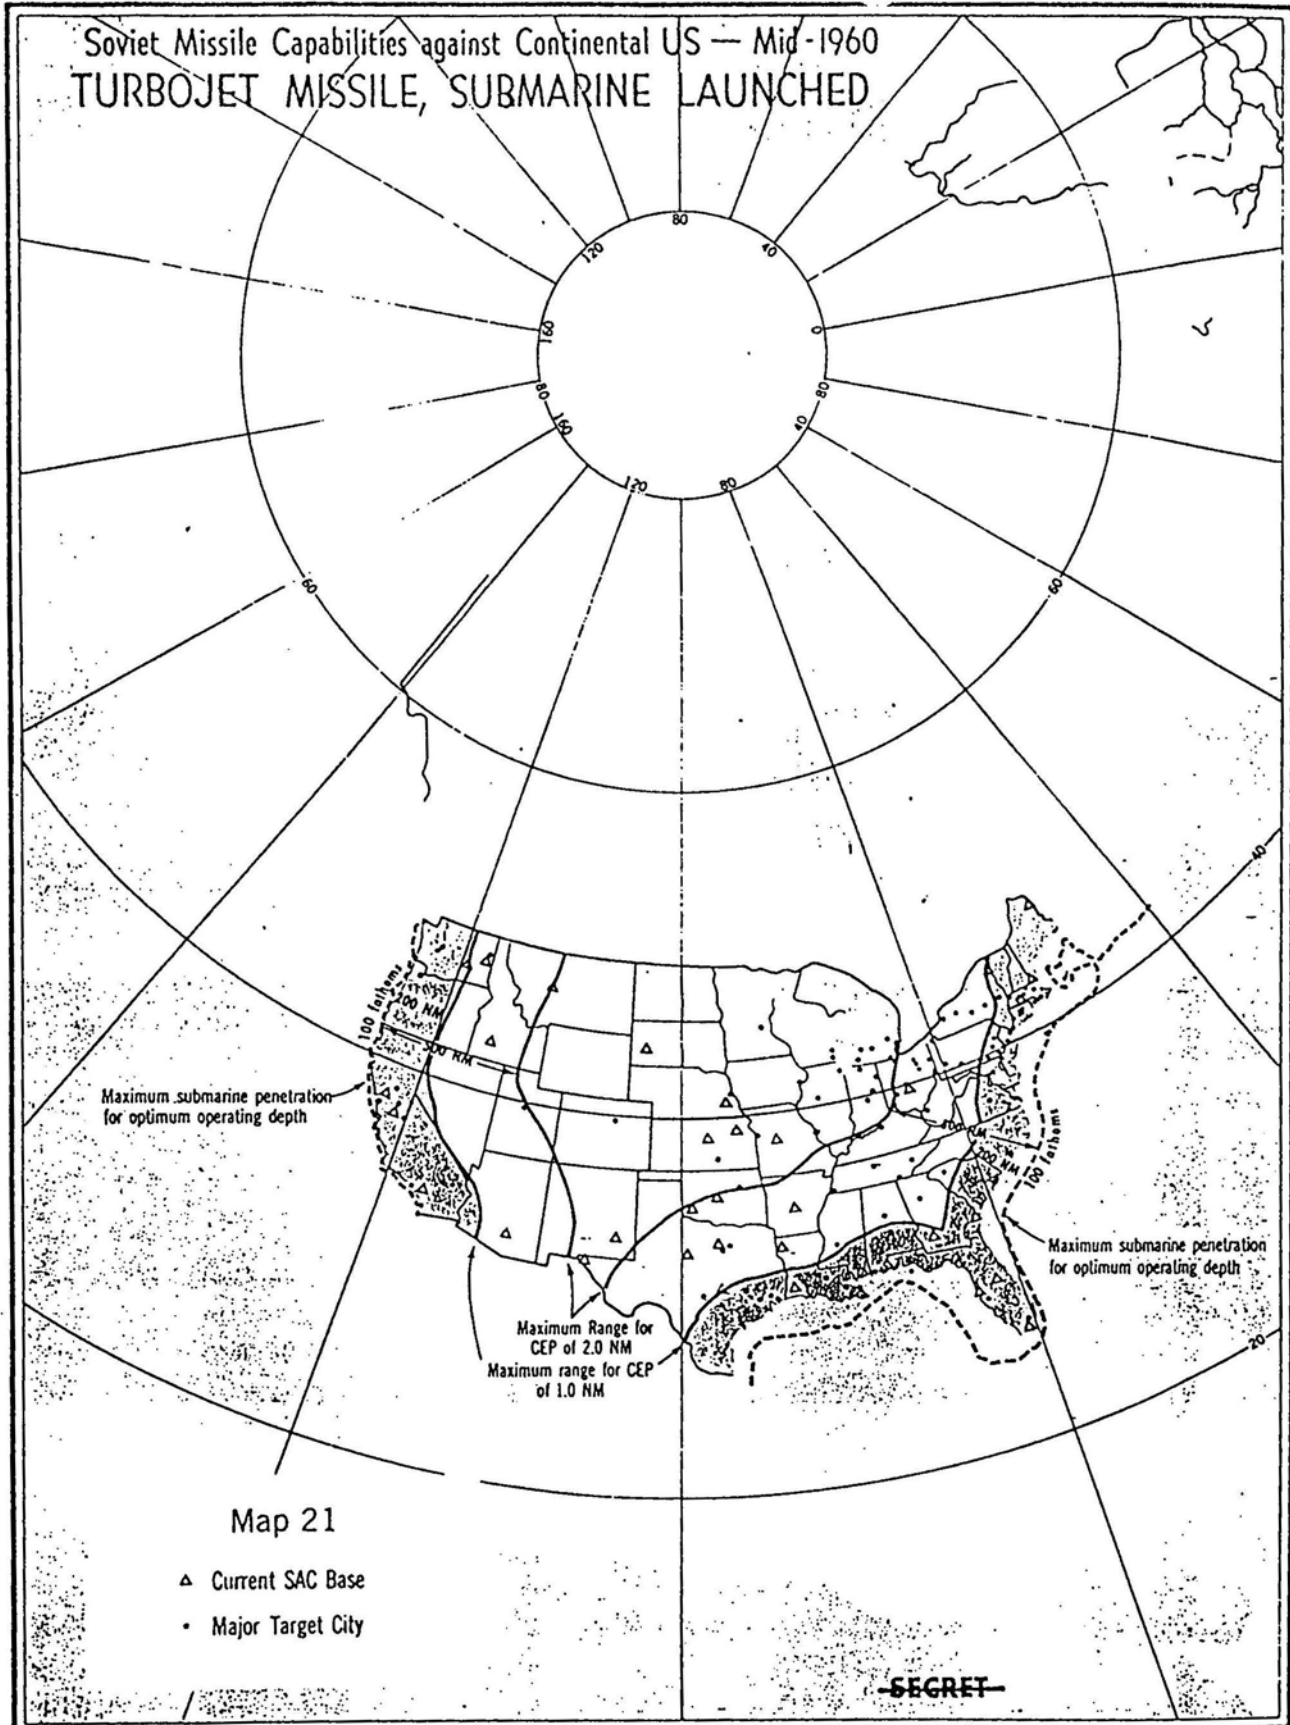 Soviet Missile Capabilities against Continental US — Mid-1960
TURBOJET MISSILE, SUBMARINE LAUNCHED
80
120
40
160
0
80
80
160
40
120
80
60
60
40
100 fathoms
200 NM
500 NM
Maximum submarine penetration
for optimum operating depth
NM
200 NM
100 fathoms
Maximum submarine penetration
for optimum operating depth
Maximum Range for
CEP of 2.0 NM
Maximum range for CEP
of 1.0 NM
20
Map 21
Δ Current SAC Base
• Major Target City
SECRET